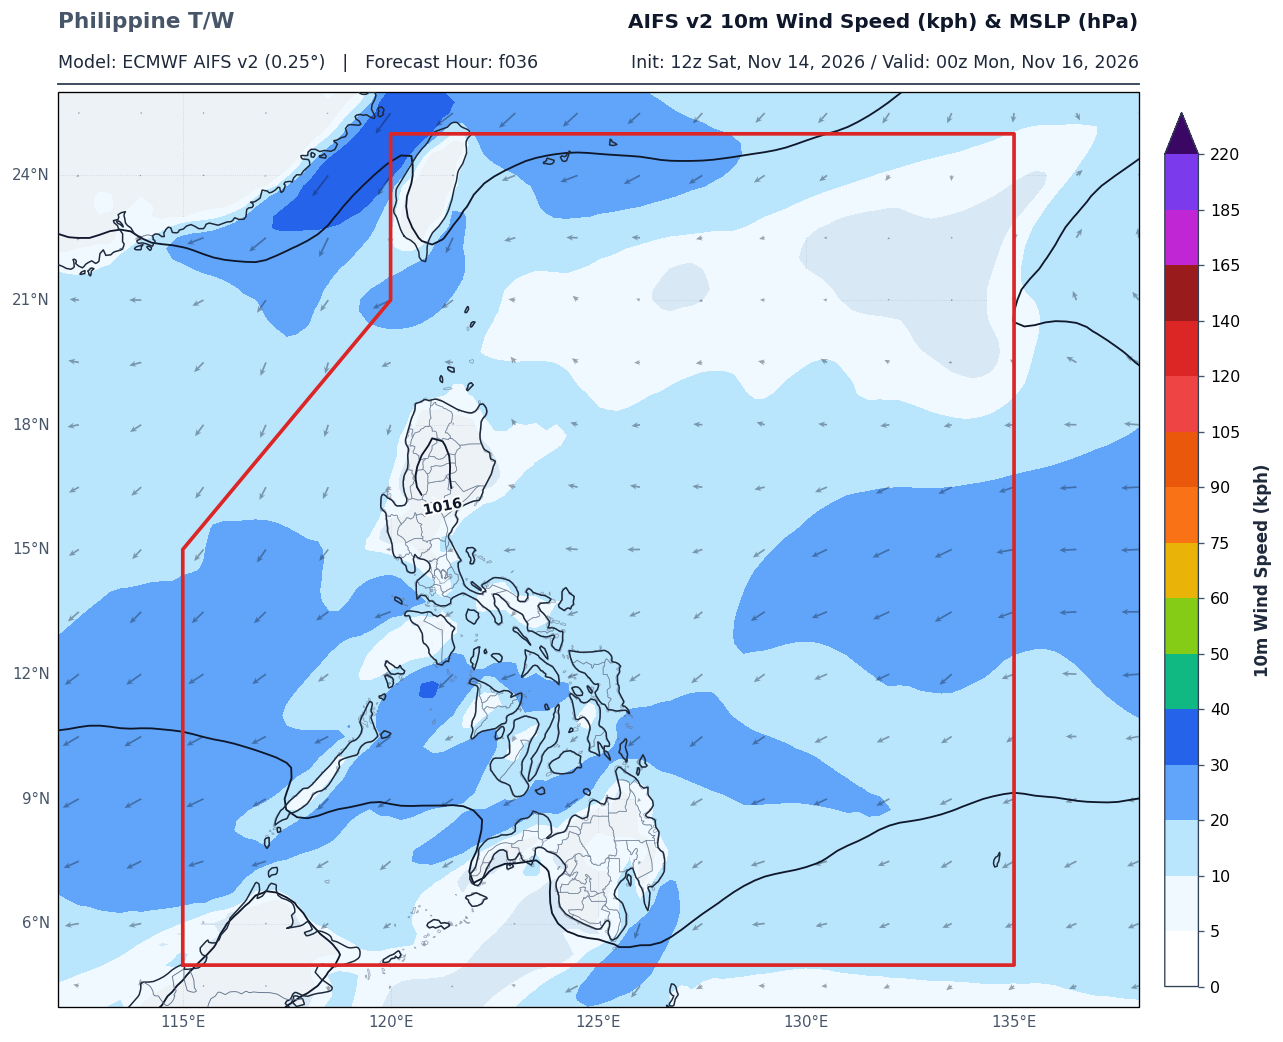 Philippine T/W
AIFS v2 10m Wind Speed (kph) & MSLP (hPa)
Model: ECMWF AIFS v2 (0.25°) | Forecast Hour: f036
Init: 12z Sat, Nov 14, 2026 / Valid: 00z Mon, Nov 16, 2026
24°N
21°N
18°N
15°N
12°N
9°N
6°N
1016
115°E
120°E
125°E
130°E
135°E
220
185
165
140
120
105
90
75
60
50
40
30
20
10
5
0
10m Wind Speed (kph)